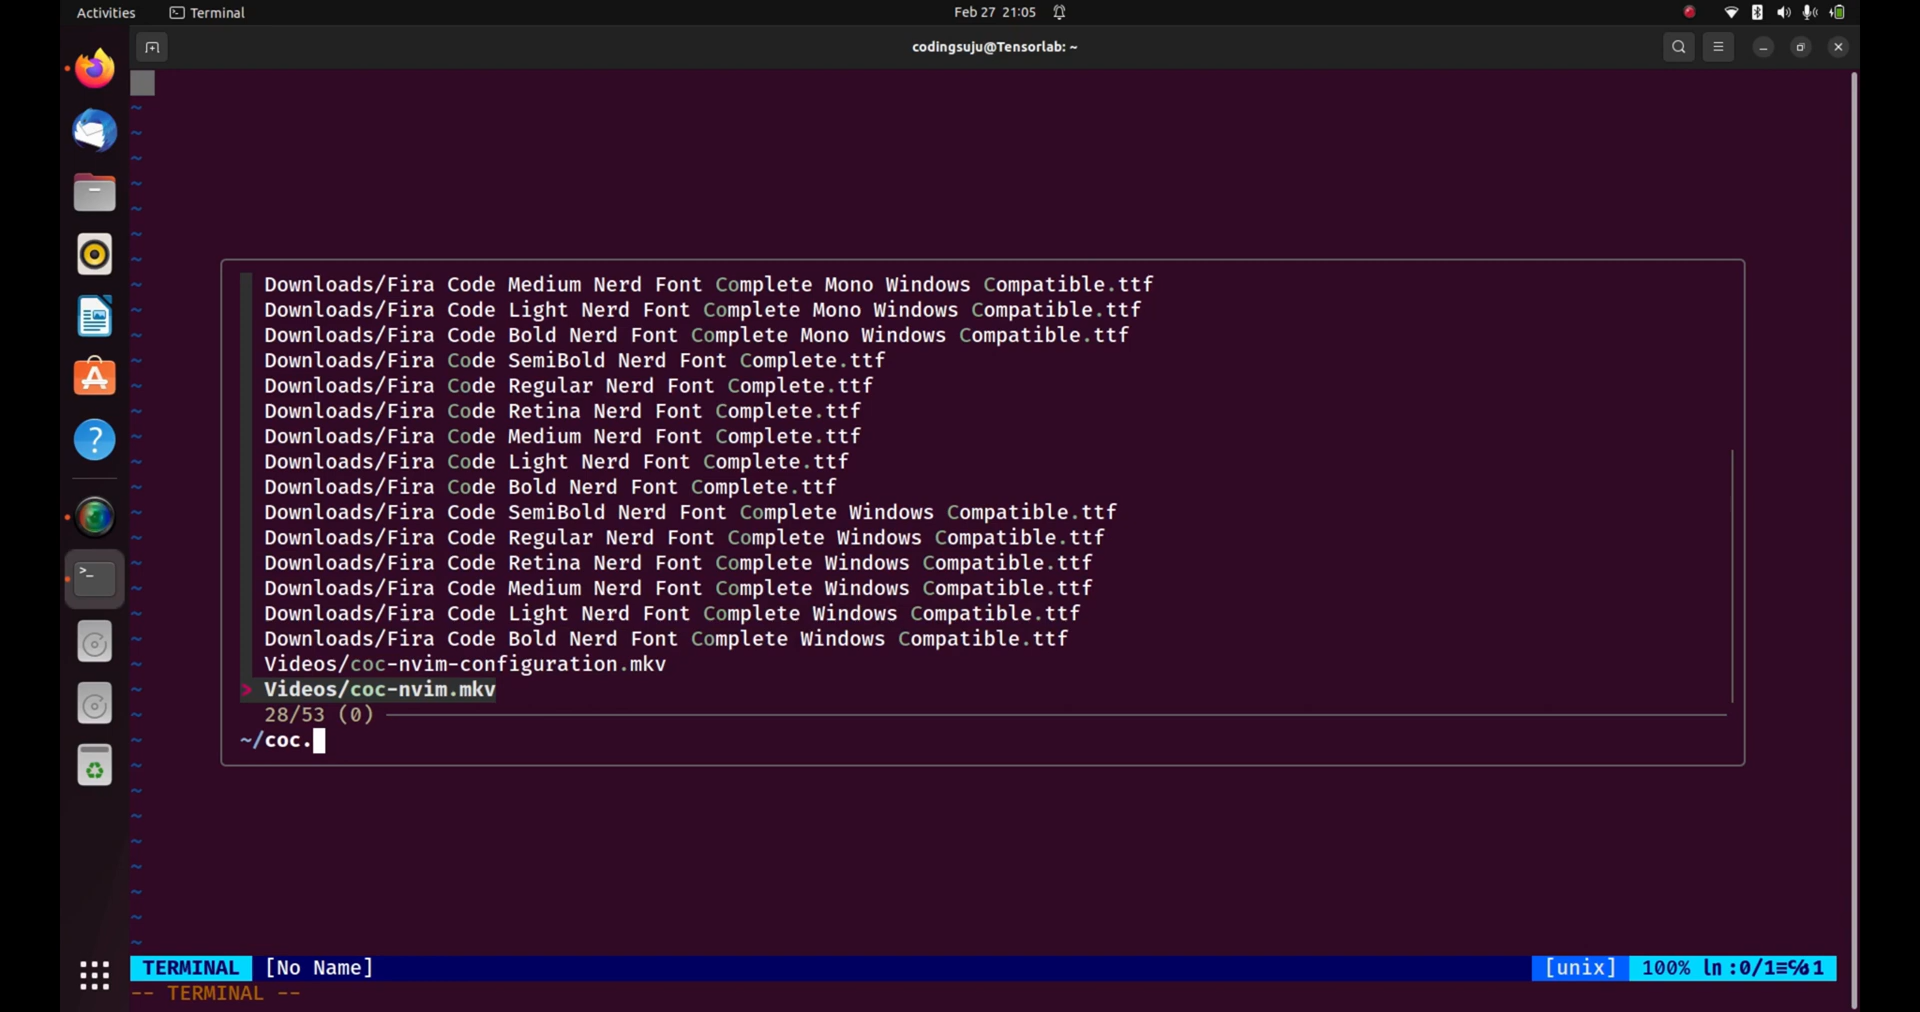 Activities Terminal Feb 27 21:05
codingsuju@Tensorlab: ~
Downloads/Fira Code Medium Nerd Font Complete Mono Windows Compatible.ttf
Downloads/Fira Code Light Nerd Font Complete Mono Windows Compatible.ttf
Downloads/Fira Code Bold Nerd Font Complete Mono Windows Compatible.ttf
Downloads/Fira Code SemiBold Nerd Font Complete.ttf
Downloads/Fira Code Regular Nerd Font Complete.ttf
Downloads/Fira Code Retina Nerd Font Complete.ttf
Downloads/Fira Code Medium Nerd Font Complete.ttf
Downloads/Fira Code Light Nerd Font Complete.ttf
Downloads/Fira Code Bold Nerd Font Complete.ttf
Downloads/Fira Code SemiBold Nerd Font Complete Windows Compatible.ttf
Downloads/Fira Code Regular Nerd Font Complete Windows Compatible.ttf
Downloads/Fira Code Retina Nerd Font Complete Windows Compatible.ttf
Downloads/Fira Code Medium Nerd Font Complete Windows Compatible.ttf
Downloads/Fira Code Light Nerd Font Complete Windows Compatible.ttf
Downloads/Fira Code Bold Nerd Font Complete Windows Compatible.ttf
Videos/coc-nvim-configuration.mkv
> Videos/coc-nvim.mkv
28/53 (0)
~/coc.
TERMINAL [No Name] [unix] 100% ln :0/1≡℅1
-- TERMINAL --